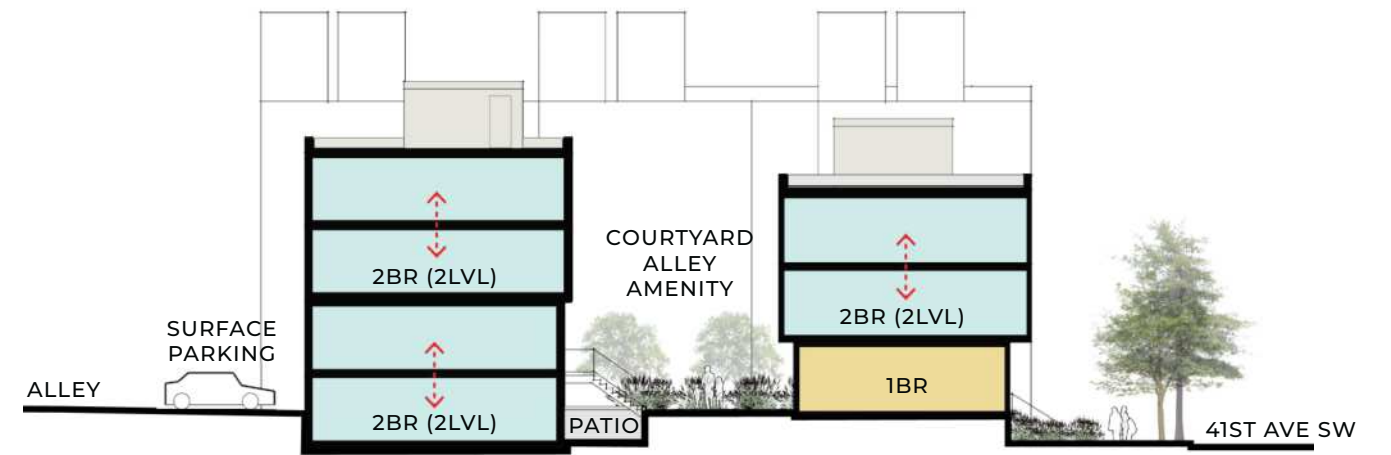 COURTYARD
ALLEY
AMENITY
2BR (2LVL)
2BR (2LVL)
SURFACE
PARKING
1BR
ALLEY
2BR (2LVL)
PATIO
41ST AVE SW